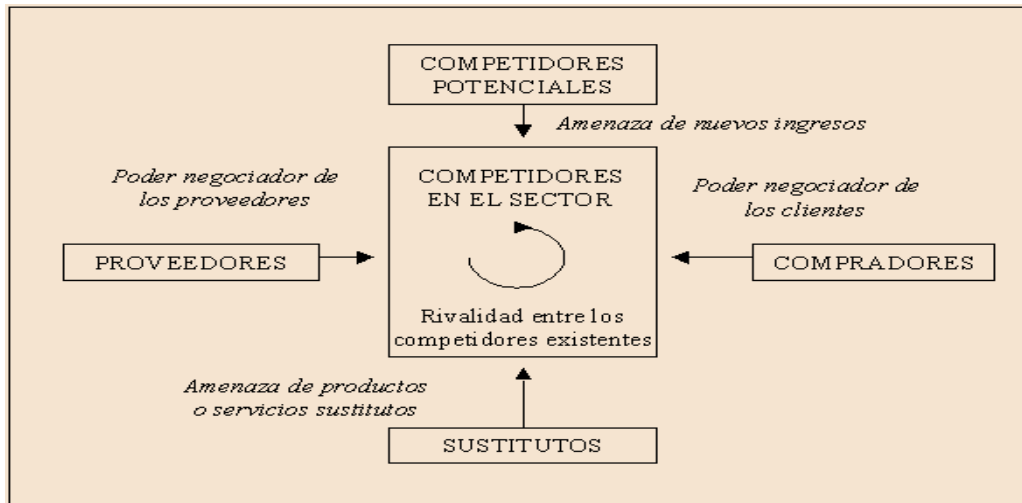 COMPETIDORES
POTENCIALES
Amenaza de nuevos ingresos
Poder negociador de
los proveedores
COMPETIDORES
EN EL SECTOR
Poder negociador de
los clientes
PROVEEDORES
COMPRADORES
Rivalidad entre los
competidores existentes
Amenaza de productos
o servicios sustitutos
SUSTITUTOS